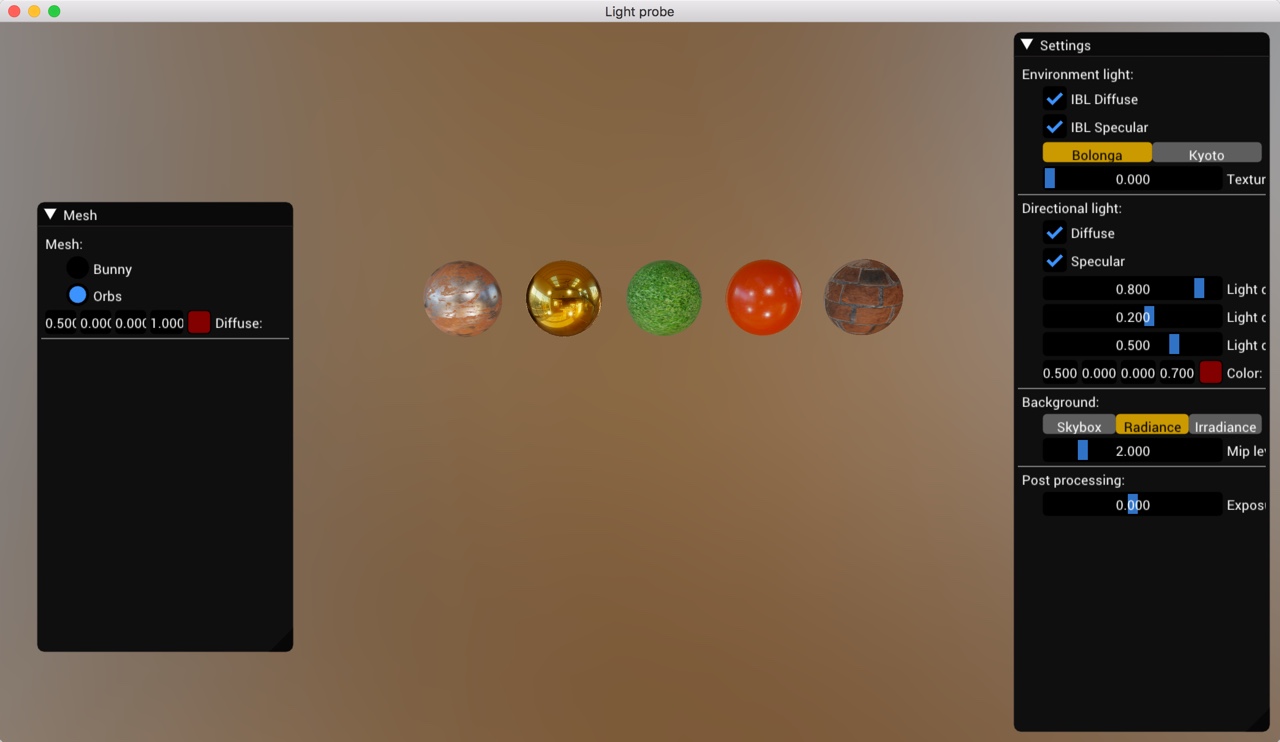 Light probe
Mesh
Mesh:
Bunny
Orbs
0.500 0.000 0.000 1.000 Diffuse:
Settings
Environment light:
IBL Diffuse
IBL Specular
Bolonga Kyoto
0.000 Textur
Directional light:
Diffuse
Specular
0.800 Light
0.200 Light
0.500 Light
0.500 0.000 0.000 0.700 Color:
Background:
Skybox Radiance Irradiance
2.000 Mip le
Post processing:
0.000 Expos